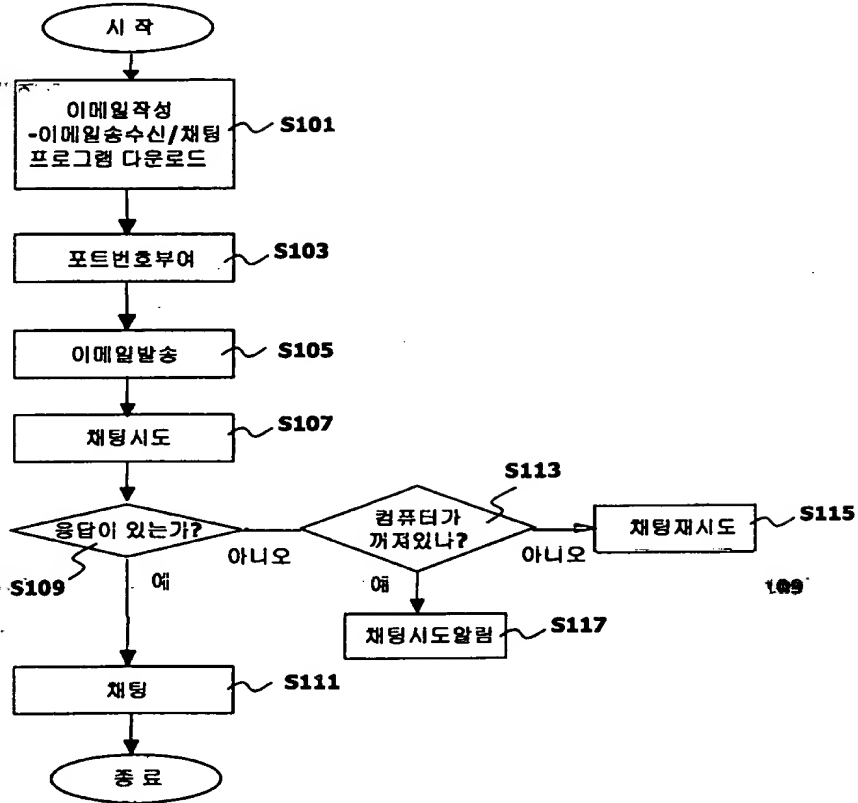 시 작
이메일작성
-이메일송수신/채팅
프로그램 다운로드
S101
포트번호부여
S103
이메일발송
S105
채팅시도
S107
응답이 있는가?
S109
아니오
예
컴퓨터가
꺼져있나?
S113
아니오
예
채팅재시도
S115
채팅시도알림
S117
채팅
S111
종 료